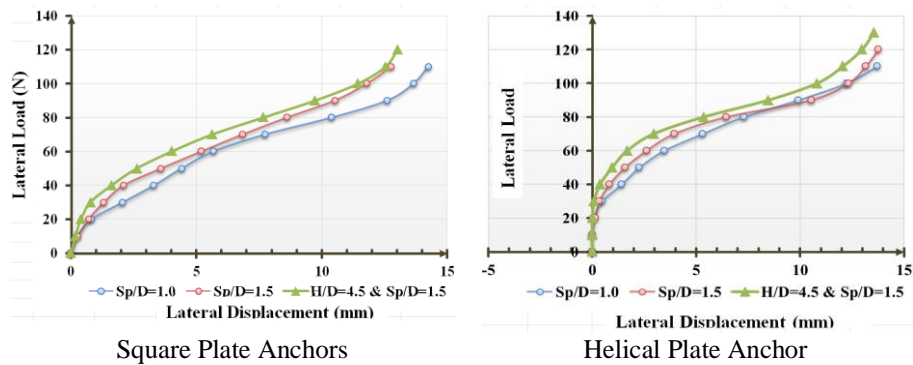 140
120
100
80
60
40
20
0
Lateral Load (N)
0 5 10 15
Sp/D=1.0 Sp/D=1.5 H/D=4.5 & Sp/D=1.5
Lateral Displacement (mm)
Square Plate Anchors
140
120
100
80
60
40
20
0
Lateral Load
-5 0 5 10 15
Sp/D=1.0 Sp/D=1.5 H/D=4.5 & Sp/D=1.5
Lateral Displacement (mm)
Helical Plate Anchor